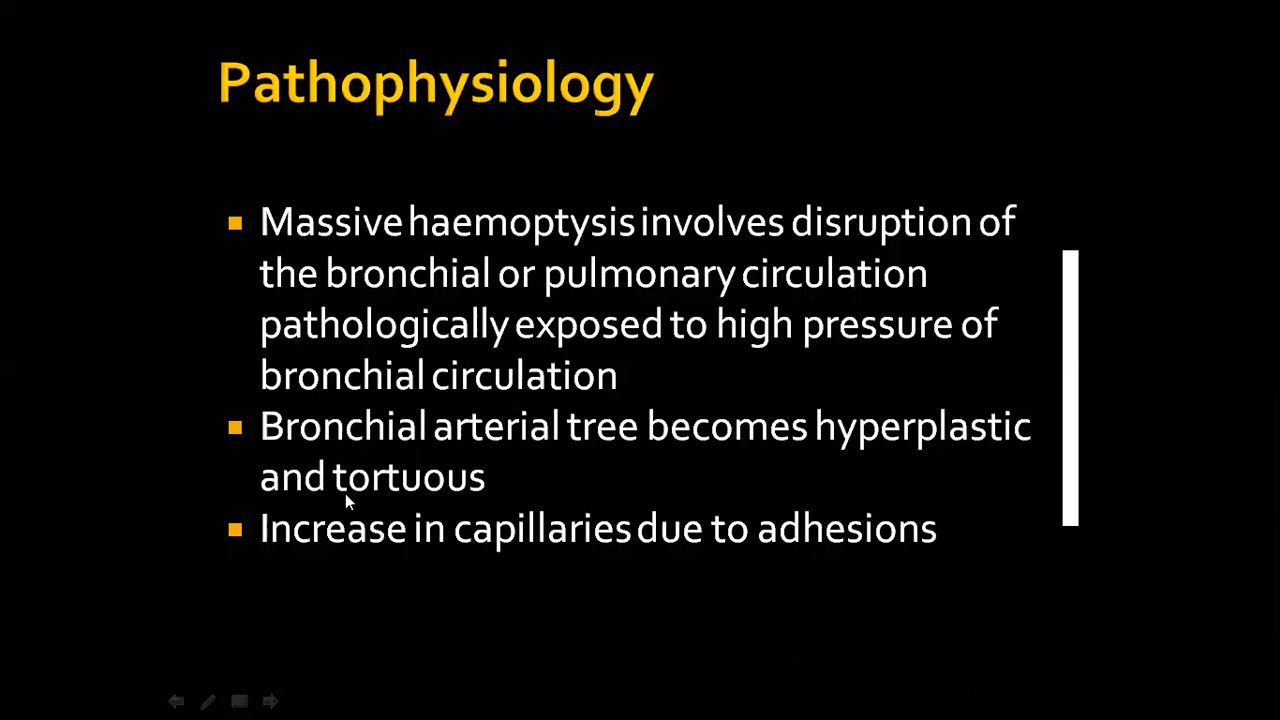 Pathophysiology
Massive haemoptysis involves disruption of
the bronchial or pulmonary circulation
pathologically exposed to high pressure of
bronchial circulation
Bronchial arterial tree becomes hyperplastic
and tortuous
Increase in capillaries due to adhesions